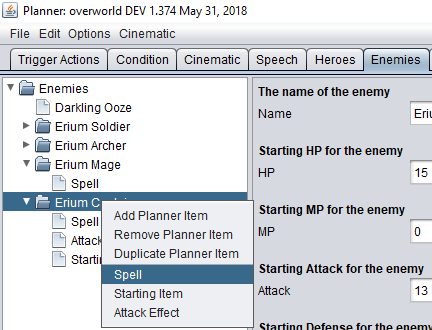 Planner: overworld DEV 1.374 May 31, 2018
File Edit Options Cinematic
Trigger Actions Condition Cinematic Speech Heroes Enemies
Enemies
Darkling Ooze
Erium Soldier
Erium Archer
Erium Mage
Spell
Erium
Spell
Attack
Starting
Add Planner Item
Remove Planner Item
Duplicate Planner Item
Spell
Starting Item
Attack Effect
The name of the enemy
Name
Starting HP for the enemy
HP 15
Starting MP for the enemy
MP 0
Starting Attack for the enemy
Attack 13
Starting Defense for the enemy